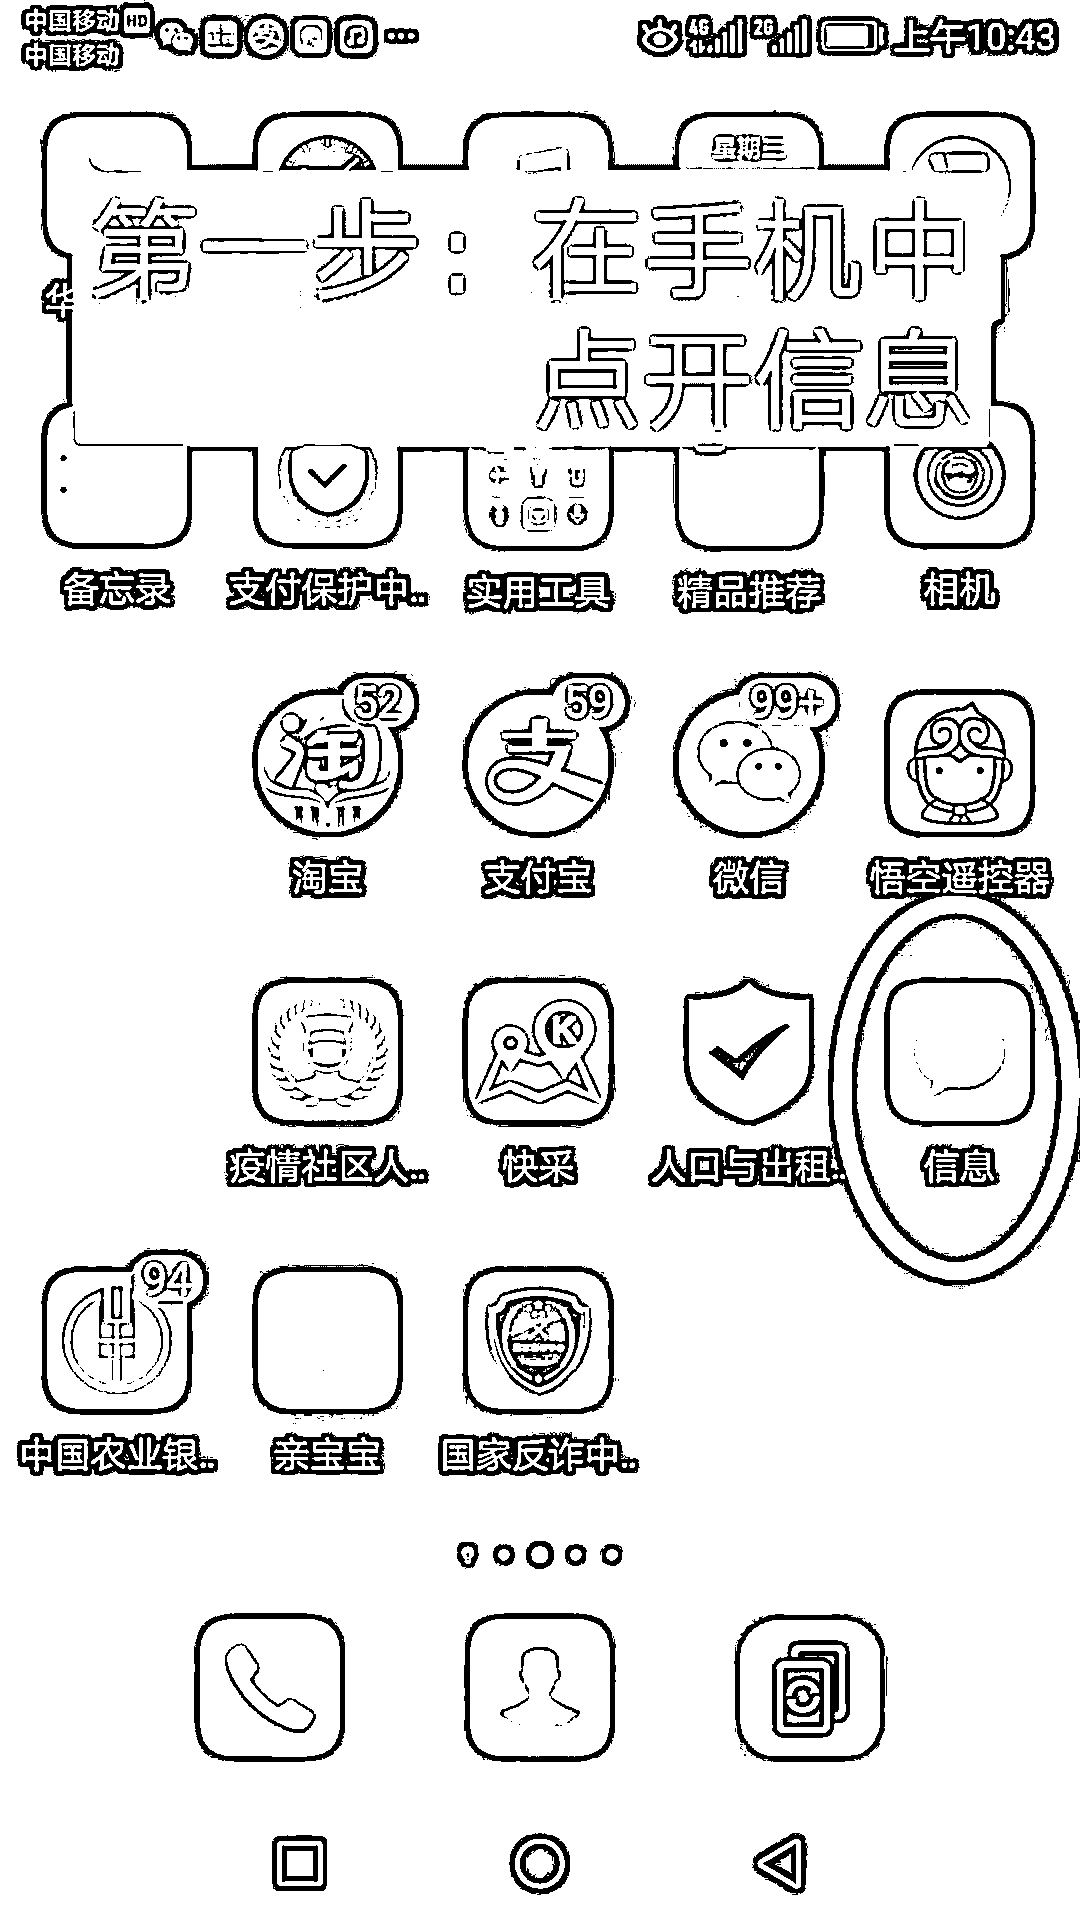 中国移动 HD
中国移动
4G 2G 上午10:43
星期三
第一步：在手机中
点开信息
华
备忘录 支付保护中.. 实用工具 精品推荐 相机
52 59 99+
淘 支
11.11
淘宝 支付宝 微信 悟空遥控器
K
疫情社区人.. 快采 人口与出租.. 信息
94
中国农业银.. 亲宝宝 国家反诈中..